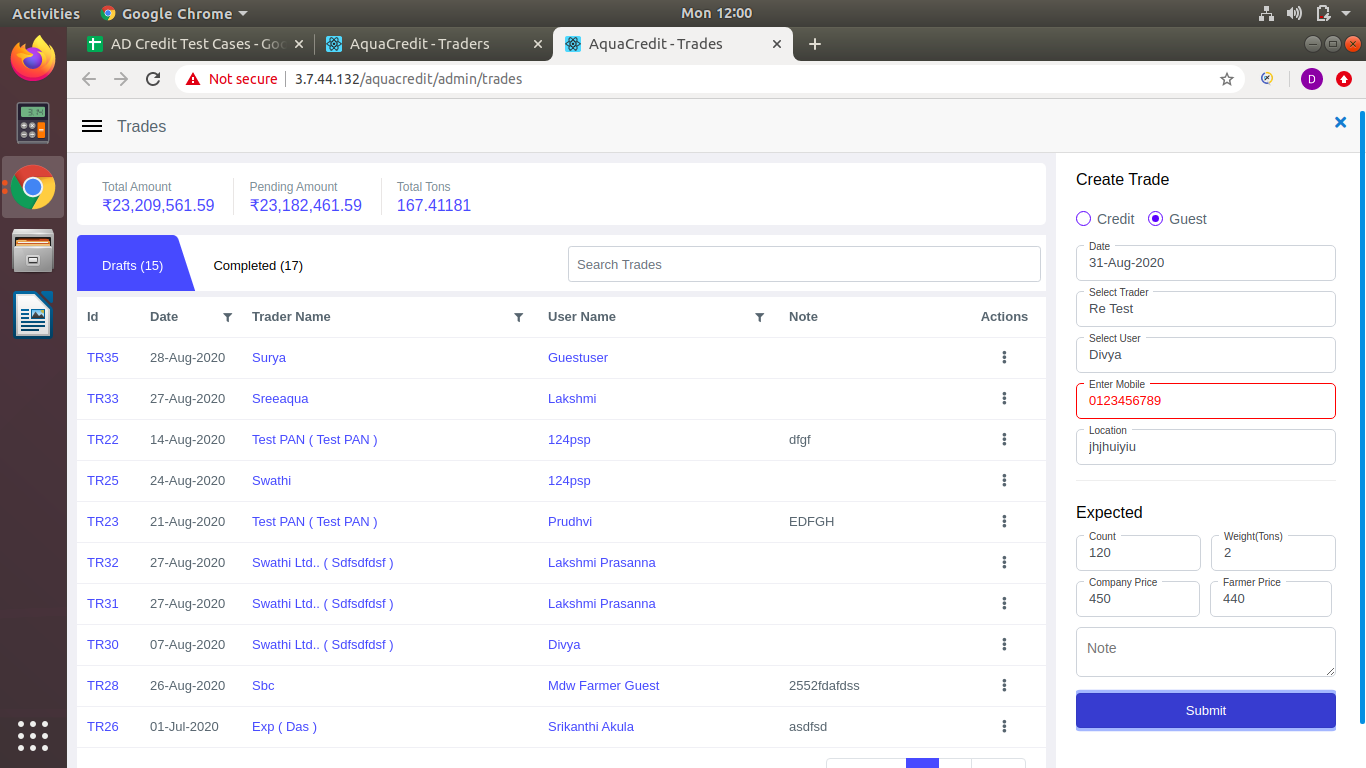 Activities Google Chrome Mon 12:00
AD Credit Test Cases - Goo
AquaCredit - Traders
AquaCredit - Trades
Not secure 3.7.44.132/aquacredit/admin/trades D
Trades
Total Amount Pending Amount Total Tons
₹23,209,561.59 ₹23,182,461.59 167.41181
Drafts (15) Completed (17) Search Trades
Id Date Trader Name User Name Note Actions
TR35 28-Aug-2020 Surya Guestuser
TR33 27-Aug-2020 Sreeaqua Lakshmi
TR22 14-Aug-2020 Test PAN ( Test PAN ) 124psp dfgf
TR25 24-Aug-2020 Swathi 124psp
TR23 21-Aug-2020 Test PAN ( Test PAN ) Prudhvi EDFGH
TR32 27-Aug-2020 Swathi Ltd.. ( Sdfsdfdsf ) Lakshmi Prasanna
TR31 27-Aug-2020 Swathi Ltd.. ( Sdfsdfdsf ) Lakshmi Prasanna
TR30 07-Aug-2020 Swathi Ltd.. ( Sdfsdfdsf ) Divya
TR28 26-Aug-2020 Sbc Mdw Farmer Guest 2552fdafdss
TR26 01-Jul-2020 Exp ( Das ) Srikanthi Akula asdfsd
Create Trade
Credit Guest
Date
31-Aug-2020
Select Trader
Re Test
Select User
Divya
Enter Mobile
0123456789
Location
jhjhuiyiu
Expected
Count Weight(Tons)
120 2
Company Price Farmer Price
450 440
Note
Submit